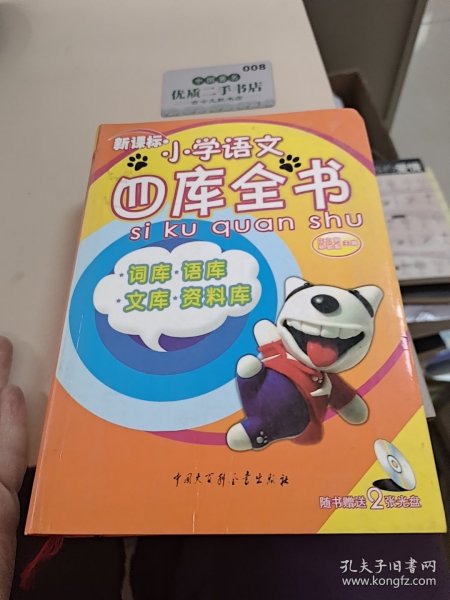 008
优质二手书店
新课标·小学语文
四库全书
si ku quan shu
·词库·语库
·文库·资料库
中国大百科全书出版社
随书赠送2张光盘
孔夫子旧书网
www.kongfz.com